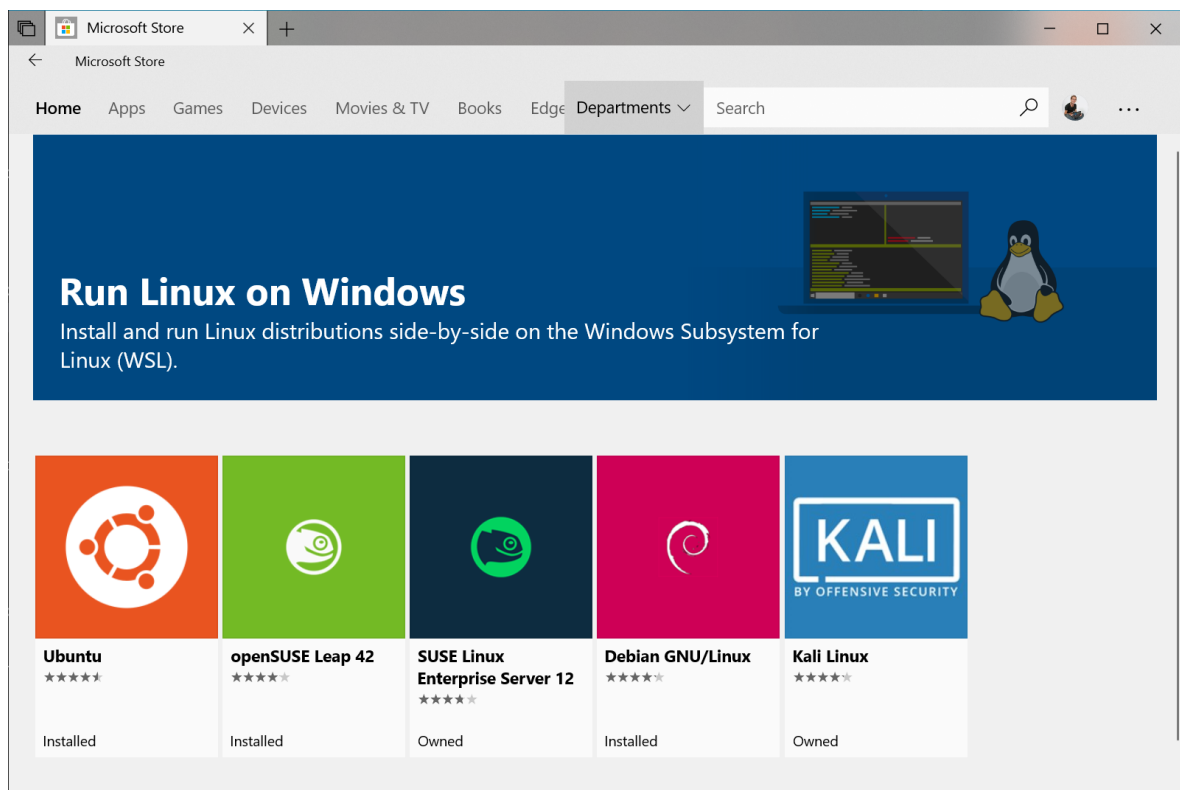 Microsoft Store
Microsoft Store
Home Apps Games Devices Movies & TV Books Edge Departments Search
Run Linux on Windows
Install and run Linux distributions side-by-side on the Windows Subsystem for
Linux (WSL).
KALI
BY OFFENSIVE SECURITY
Ubuntu
Installed
openSUSE Leap 42
Installed
SUSE Linux
Enterprise Server 12
Owned
Debian GNU/Linux
Installed
Kali Linux
Owned